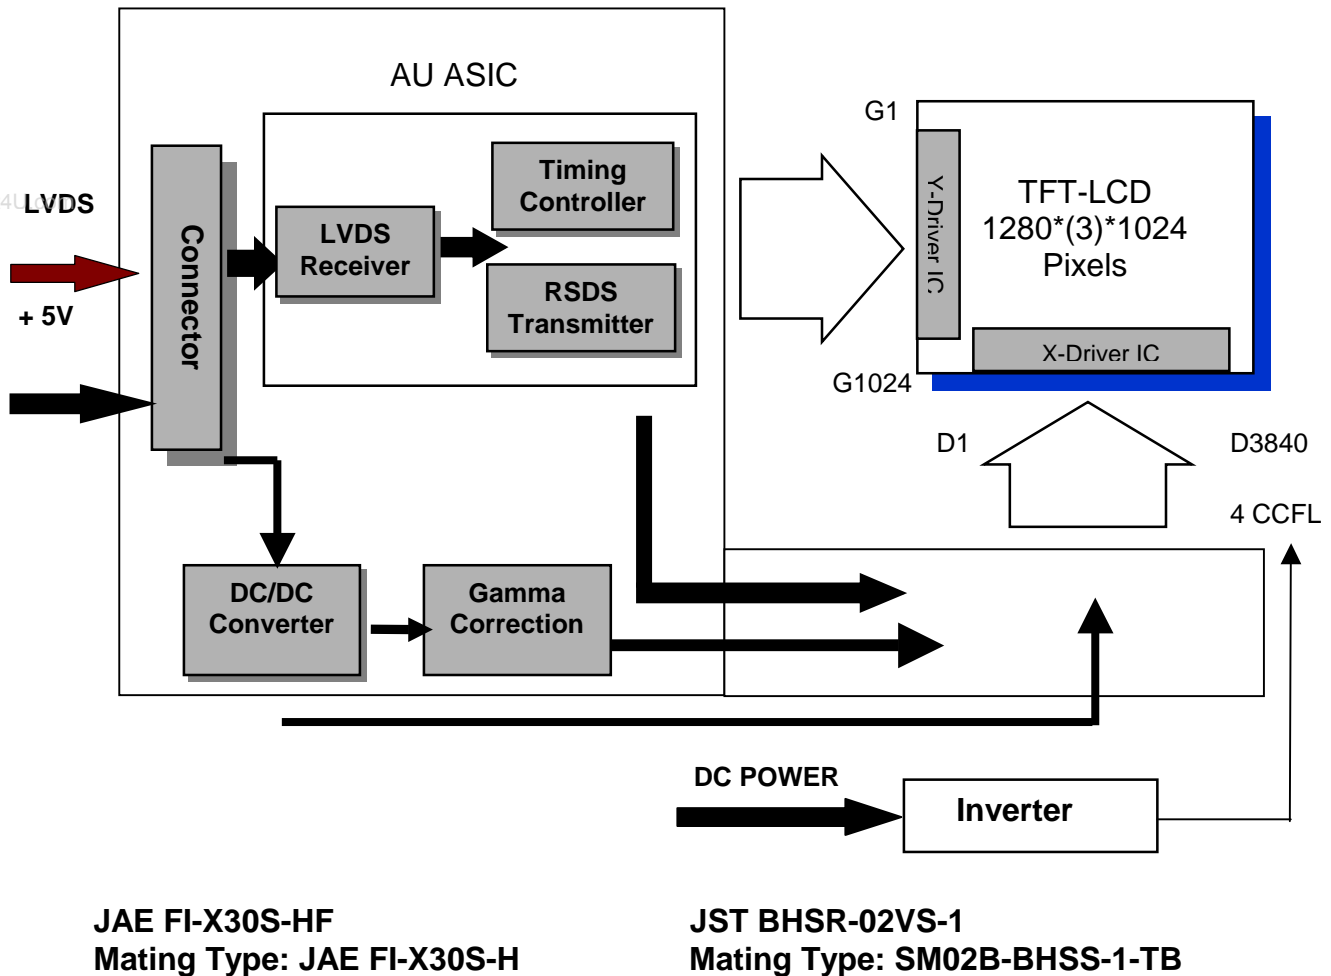 AU ASIC
G1
4U.com
LVDS
+ 5V
Connector
LVDS
Receiver
Timing
Controller
RSDS
Transmitter
Y-Driver IC
TFT-LCD
1280*(3)*1024
Pixels
X-Driver IC
G1024
D1
D3840
4 CCFL
DC/DC
Converter
Gamma
Correction
DC POWER
Inverter
JAE FI-X30S-HF
Mating Type: JAE FI-X30S-H
JST BHSR-02VS-1
Mating Type: SM02B-BHSS-1-TB